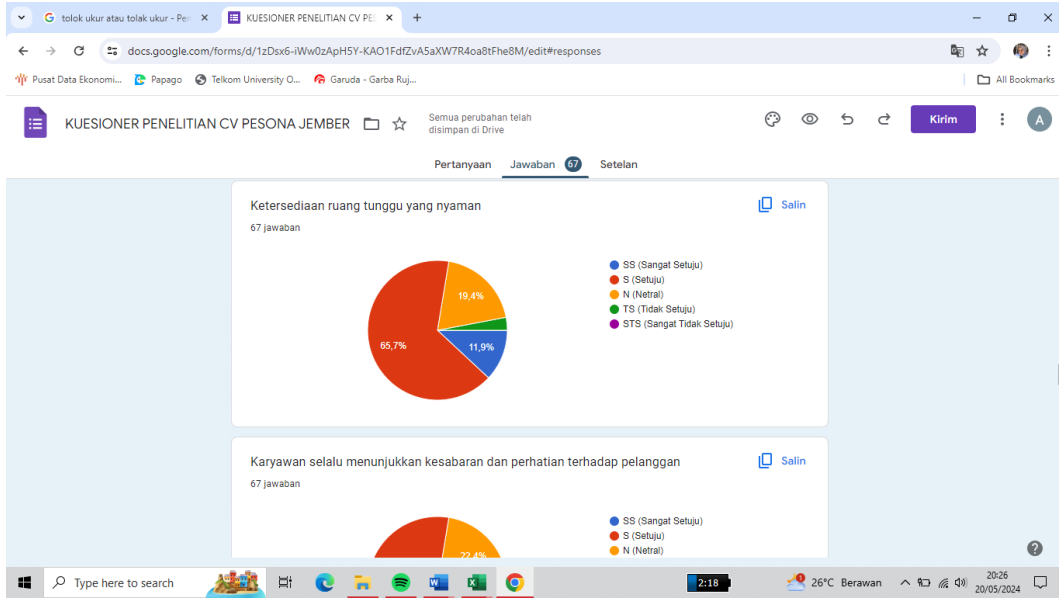 tolok ukur atau tolak ukur - Pen
KUESIONER PENELITIAN CV PES
docs.google.com/forms/d/1zDsx6-iWw0zApH5Y-KAO1FdfZvA5aXW7R4oa8tFhe8M/edit#responses
Pusat Data Ekonomi...
Papago
Telkom University O...
Garuda - Garba Ruj...
All Bookmarks
KUESIONER PENELITIAN CV PESONA JEMBER
Semua perubahan telah
disimpan di Drive
Kirim
A
Pertanyaan
Jawaban 67
Setelan
Ketersediaan ruang tunggu yang nyaman
Salin
67 jawaban
SS (Sangat Setuju)
S (Setuju)
N (Netral)
TS (Tidak Setuju)
STS (Sangat Tidak Setuju)
19,4%
65,7%
11,9%
Karyawan selalu menunjukkan kesabaran dan perhatian terhadap pelanggan
Salin
67 jawaban
SS (Sangat Setuju)
S (Setuju)
N (Netral)
22,4%
Type here to search
2:18
26°C Berawan
20:26
20/05/2024